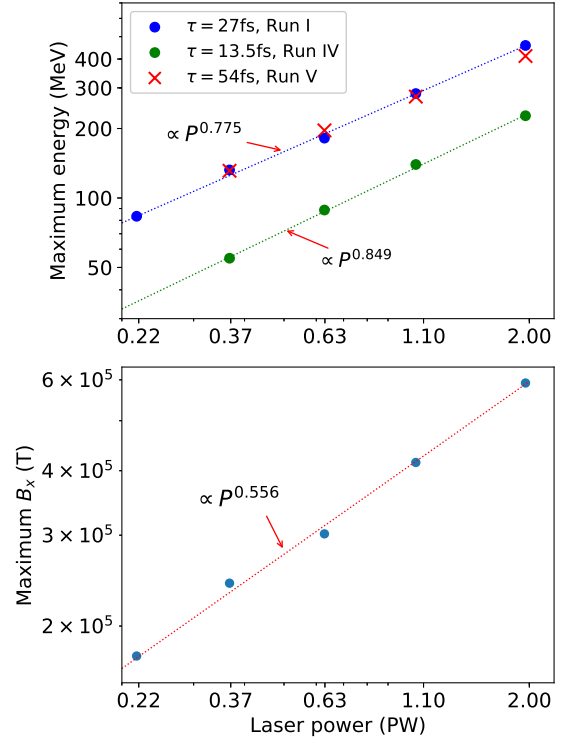 τ = 27fs, Run I
τ = 13.5fs, Run IV
τ = 54fs, Run V
Maximum energy (MeV)
400
300
200
100
50
∝ P^0.775
∝ P^0.849
0.22 0.37 0.63 1.10 2.00
Maximum B_x (T)
6 × 10^5
4 × 10^5
3 × 10^5
2 × 10^5
∝ P^0.556
0.22 0.37 0.63 1.10 2.00
Laser power (PW)